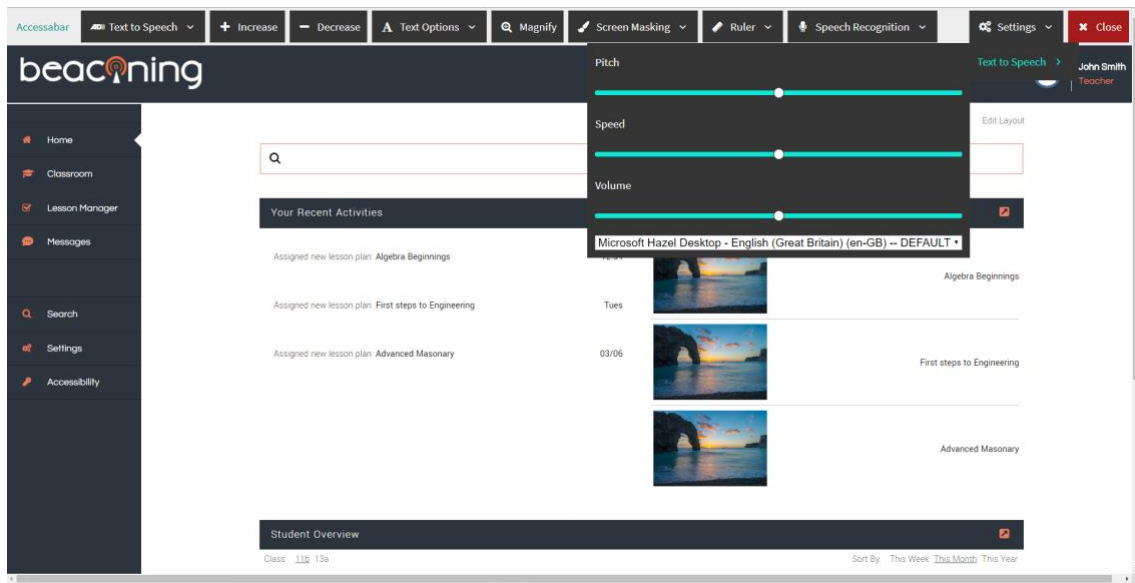 Accessabar Text to Speech Increase Decrease Text Options Magnify Screen Masking Ruler Speech Recognition Settings Close
beaconing
John Smith
Teacher
Home
Classroom
Lesson Manager
Messages
Search
Settings
Accessibility
Pitch
Speed
Volume
Microsoft Hazel Desktop - English (Great Britain) (en-GB) -- DEFAULT
Text to Speech
Edit Layout
Your Recent Activities
Assigned new lesson plan: Algebra Beginnings
Assigned new lesson plan: First steps to Engineering Tues
Assigned new lesson plan: Advanced Masonary 03/06
Algebra Beginnings
First steps to Engineering
Advanced Masonary
Student Overview
Class: 11b 13a Sort By This Week This Month This Year